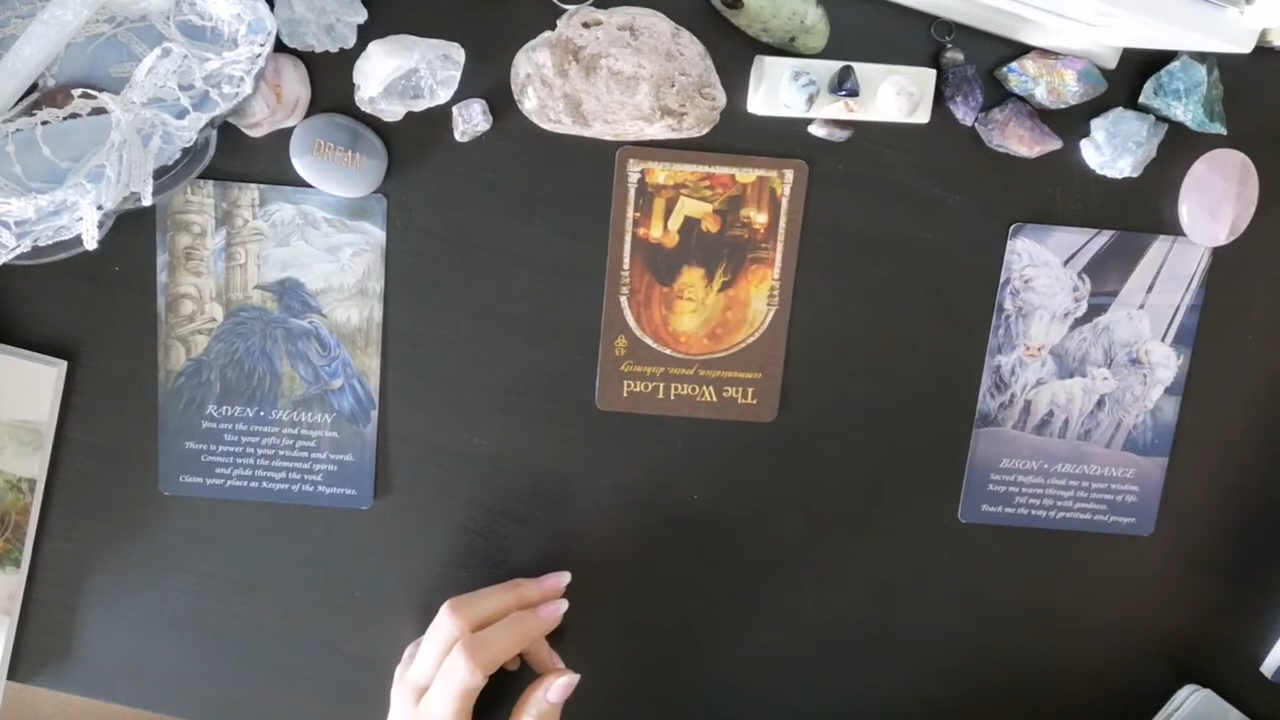 DREAM
RAVEN • SHAMAN
You are the creator and magician.
Use your gifts for good.
There is power in your wisdom and words.
Connect with the elemental spirits
and glide through the void.
Claim your place as Keeper of the Mysteries.
The Word Lord
communication, praise, dishonesty
43
BISON • ABUNDANCE
Sacred Buffalo, cloak me in your wisdom.
Keep me warm through the storms of life.
Fill my life with goodness.
Teach me the way of gratitude and prayer.